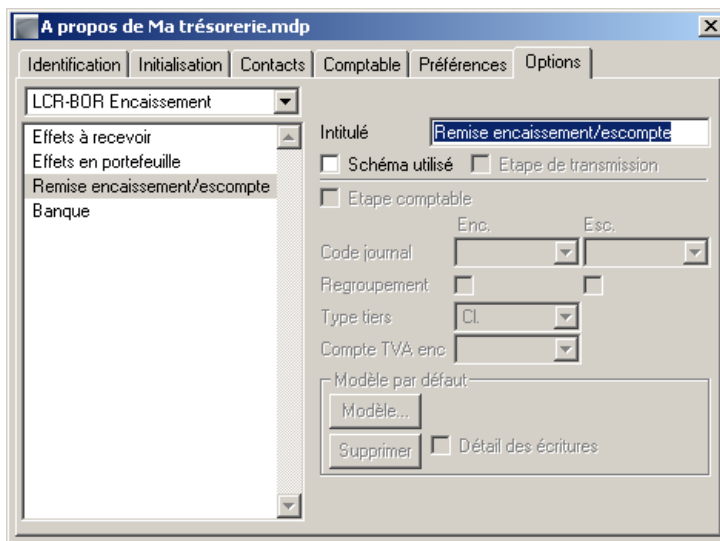 A propos de Ma trésorerie.mdp
Identification Initialisation Contacts Comptable Préférences Options
LCR-BOR Encaissement
Effets à recevoir
Effets en portefeuille
Remise encaissement/escompte
Banque
Intitulé Remise encaissement/escompte
Schéma utilisé Etape de transmission
Etape comptable
Enc. Esc.
Code journal
Regroupement
Type tiers Cl.
Compte TVA enc
Modèle par défaut
Modèle...
Supprimer Détail des écritures